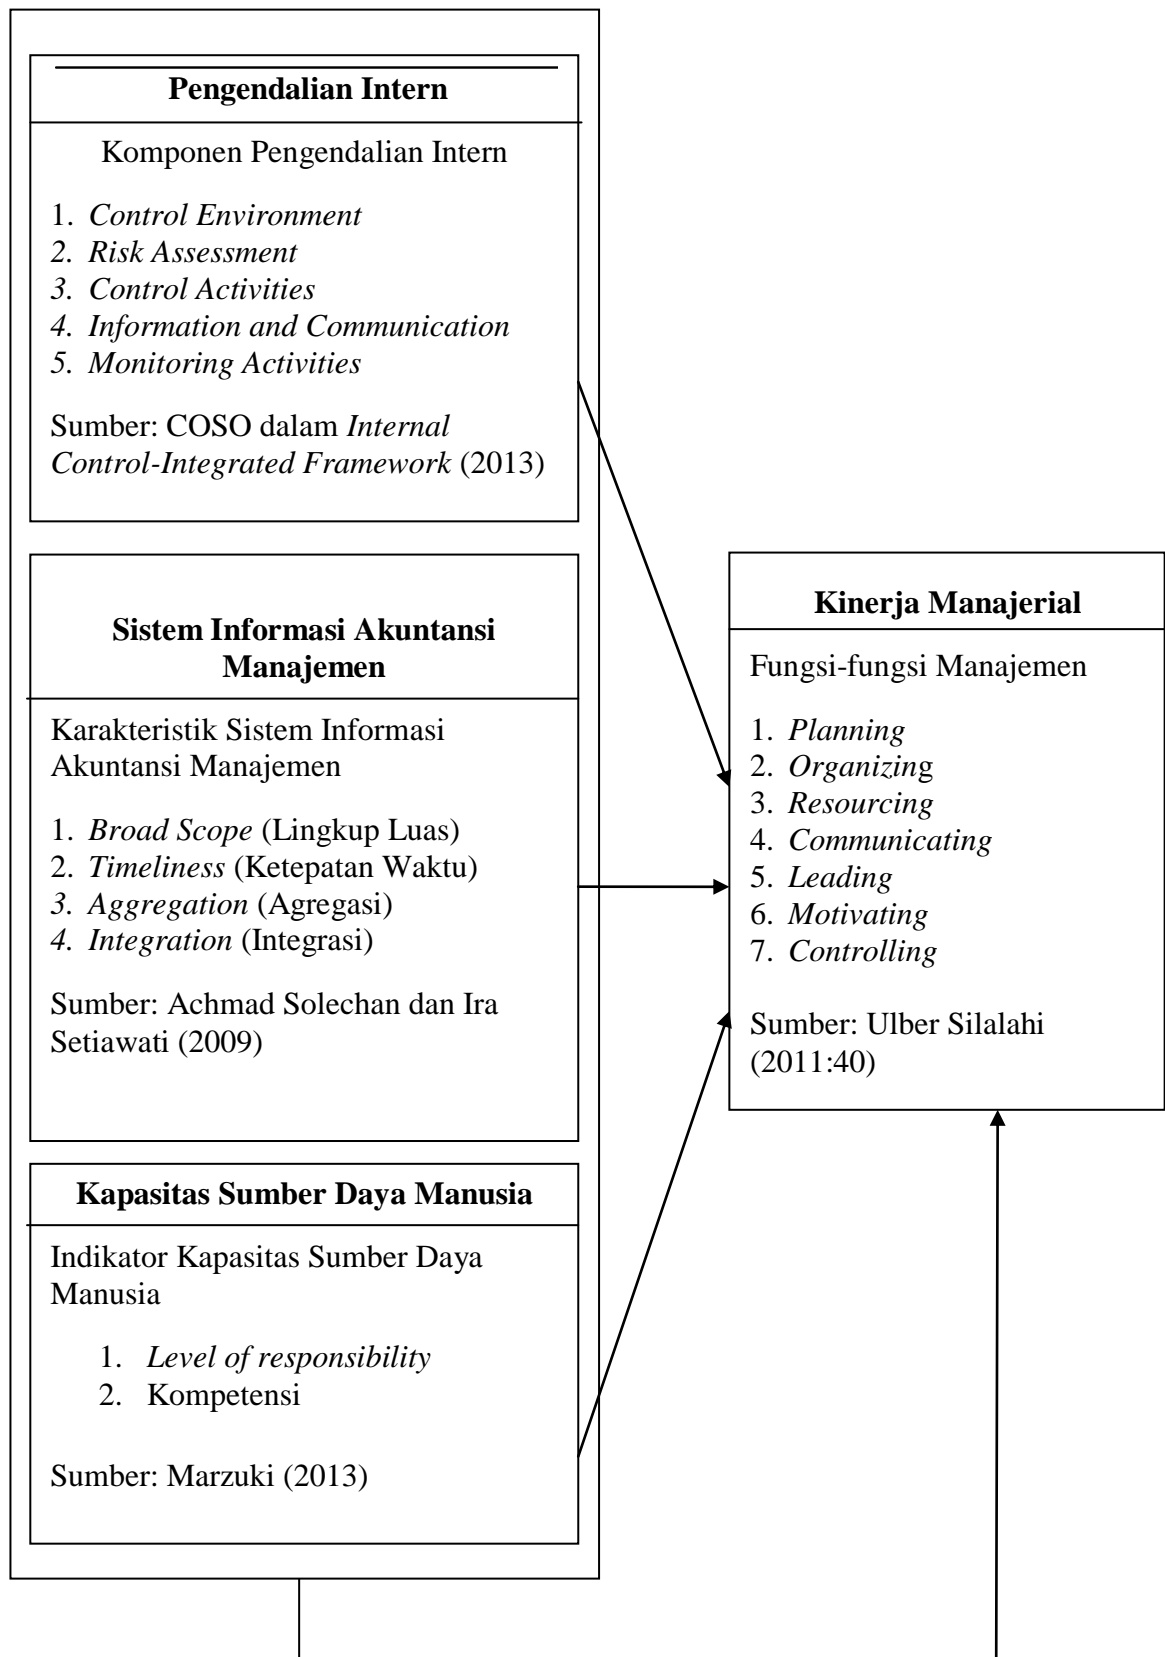 Pengendalian Intern
Komponen Pengendalian Intern
1. Control Environment
2. Risk Assessment
3. Control Activities
4. Information and Communication
5. Monitoring Activities
Sumber: COSO dalam Internal
Control-Integrated Framework (2013)
Sistem Informasi Akuntansi
Manajemen
Karakteristik Sistem Informasi
Akuntansi Manajemen
1. Broad Scope (Lingkup Luas)
2. Timeliness (Ketepatan Waktu)
3. Aggregation (Agregasi)
4. Integration (Integrasi)
Sumber: Achmad Solechan dan Ira
Setiawati (2009)
Kapasitas Sumber Daya Manusia
Indikator Kapasitas Sumber Daya
Manusia
1. Level of responsibility
2. Kompetensi
Sumber: Marzuki (2013)
Kinerja Manajerial
Fungsi-fungsi Manajemen
1. Planning
2. Organizing
3. Resourcing
4. Communicating
5. Leading
6. Motivating
7. Controlling
Sumber: Ulber Silalahi
(2011:40)